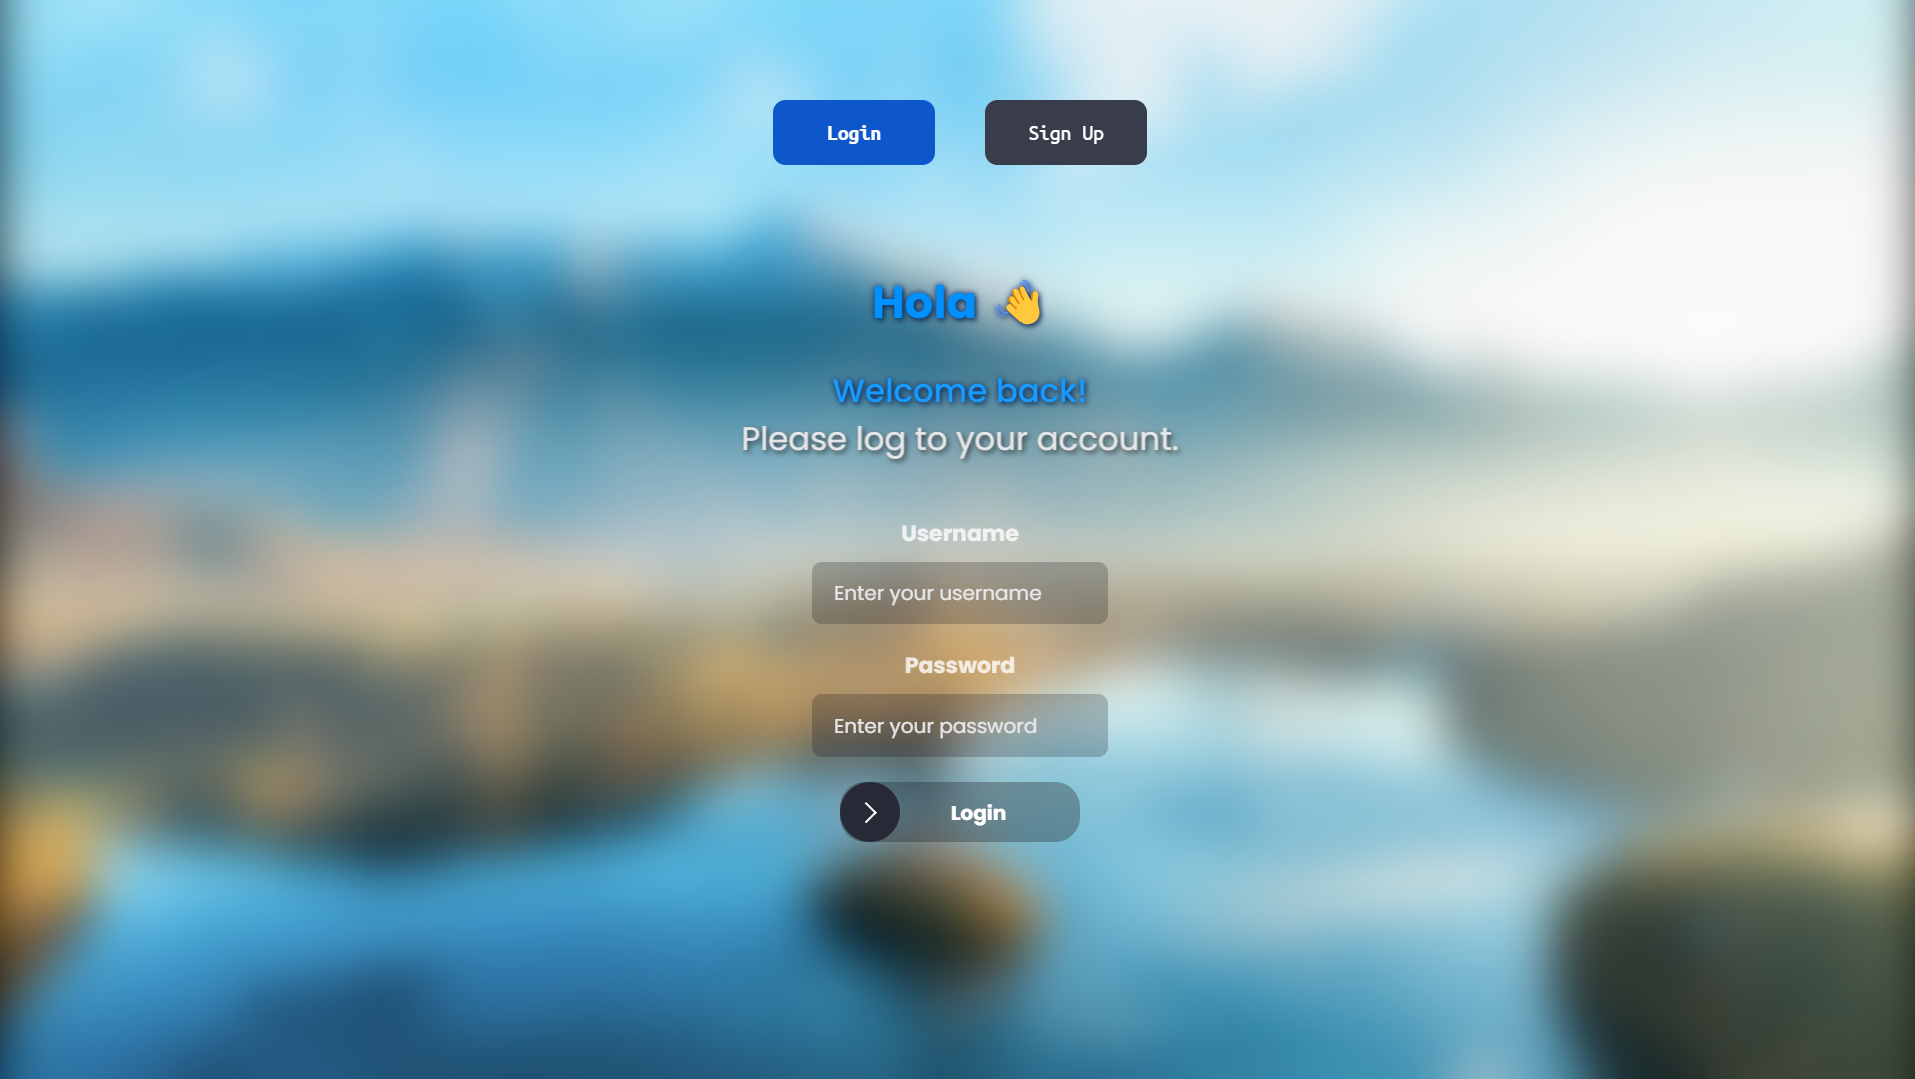 Login
Sign Up
Hola 👋
Welcome back!
Please log to your account.
Username
Enter your username
Password
Enter your password
Login